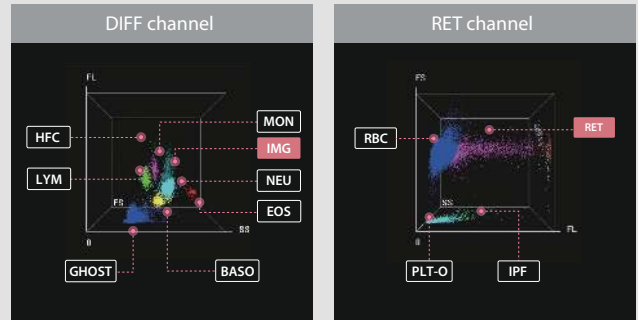 DIFF channel
FL
HFC
MON
IMG
LYM
NEU
FS
EOS
SS
0
GHOST
BASO
RET channel
FS
RBC
RET
SS
FL
0
PLT-O
IPF